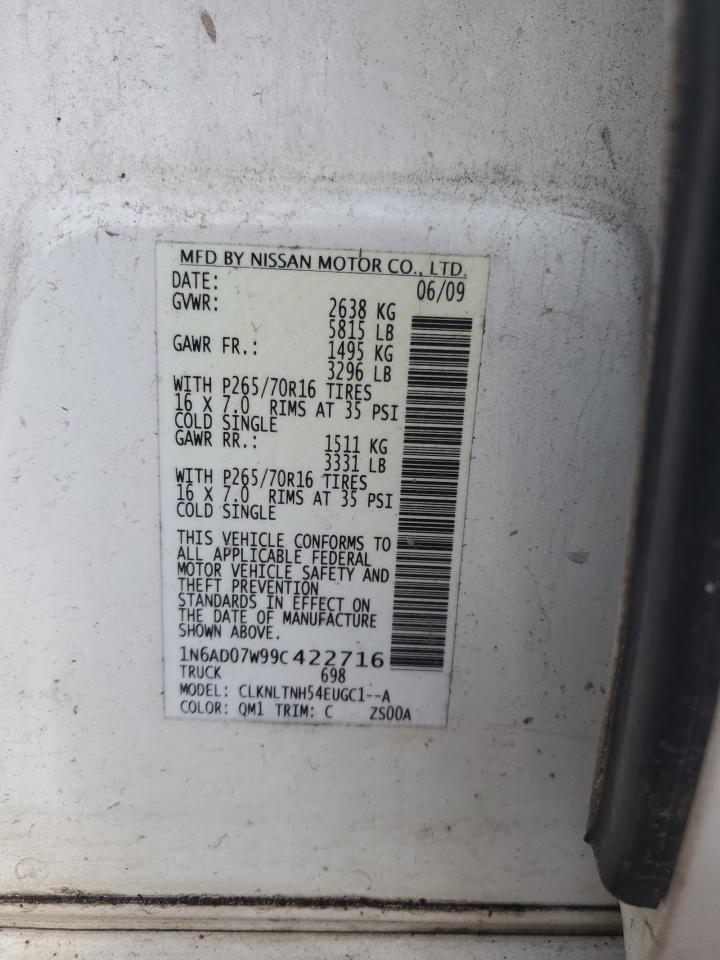 MFD BY NISSAN MOTOR CO., LTD.
DATE: 06/09
GVWR: 2638 KG
5815 LB
GAWR FR.: 1495 KG
3296 LB
WITH P265/70R16 TIRES
16 X 7.0 RIMS AT 35 PSI
COLD SINGLE
GAWR RR.: 1511 KG
3331 LB
WITH P265/70R16 TIRES
16 X 7.0 RIMS AT 35 PSI
COLD SINGLE
THIS VEHICLE CONFORMS TO
ALL APPLICABLE FEDERAL
MOTOR VEHICLE SAFETY AND
THEFT PREVENTION
STANDARDS IN EFFECT ON
THE DATE OF MANUFACTURE
SHOWN ABOVE.
1N6AD07W99C422716
TRUCK 698
MODEL: CLKNLTNH54EUGC1--A
COLOR: QM1 TRIM: C ZS00A